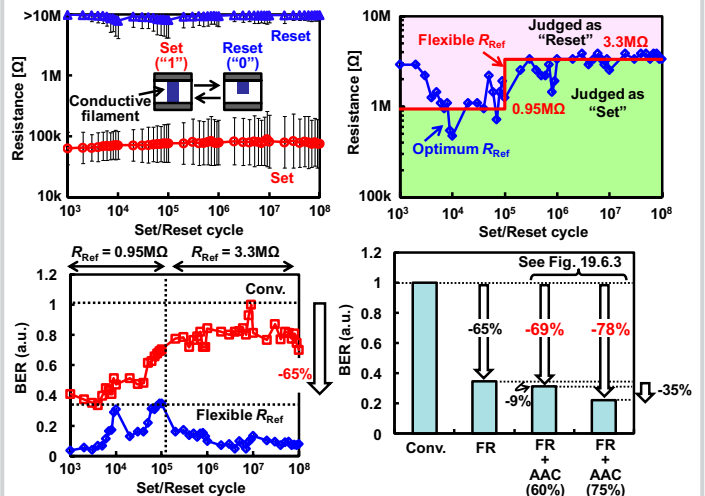 >10M
1M
100k
10k
Resistance [Ω]
Reset
Set
("1")
Reset
("0")
Conductive
filament
Set
10³ 10⁴ 10⁵ 10⁶ 10⁷ 10⁸
Set/Reset cycle
10M
1M
100k
Resistance [Ω]
Judged as
"Reset"
Flexible R_Ref
3.3MΩ
0.95MΩ
Judged as
"Set"
Optimum R_Ref
10³ 10⁴ 10⁵ 10⁶ 10⁷ 10⁸
Set/Reset cycle
R_Ref = 0.95MΩ R_Ref = 3.3MΩ
1.2
1
0.8
0.6
0.4
0.2
0
BER (a.u.)
Conv.
-65%
Flexible R_Ref
10³ 10⁴ 10⁵ 10⁶ 10⁷ 10⁸
Set/Reset cycle
1.2
1
0.8
0.6
0.4
0.2
0
BER (a.u.)
See Fig. 19.6.3
-65%
-69%
-78%
-9%
-35%
Conv.
FR
FR
+
AAC
(60%)
FR
+
AAC
(75%)